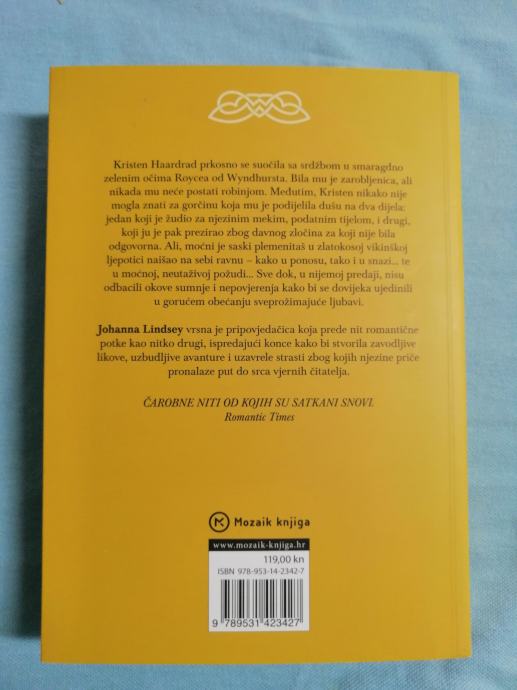 Kristen Haardrad prkosno se suočila sa srdžbom u smaragdno
zelenim očima Roycea od Wyndhursta. Bila mu je zarobljenica, ali
nikada mu neće postati robinjom. Međutim, Kristen nikako nije
mogla znati za gorčinu koja mu je podijelila dušu na dva dijela:
jedan koji je žudio za njezinim mekim, podatnim tijelom, i drugi,
koji ju je pak prezirao zbog davnog zločina za koji nije bila
odgovorna. Ali, moćni je saski plemenitaš u zlatokosoj vikinškoj
ljepotici naišao na sebi ravnu – kako u ponosu, tako i u snazi... te
u moćnoj, neutaživoj požudi... Sve dok, u nijemoj predaji, nisu
odbacili okove sumnje i nepovjerenja kako bi se dovijeka ujedinili
u gorućem obećanju sveprožimajuće ljubavi.
Johanna Lindsey vrsna je pripovjedačica koja prede nit romantične
potke kao nitko drugi, ispredajući konce kako bi stvorila zavodljive
likove, uzbudljive avanture i uzavrele strasti zbog kojih njezine priče
pronalaze put do srca vjernih čitatelja.
ČAROBNE NITI OD KOJIH SU SATKANI SNOVI.
Romantic Times
Mozaik knjiga
www.mozaik-knjiga.hr
119,00 kn
ISBN 978-953-14-2342-7
9 789531 423427